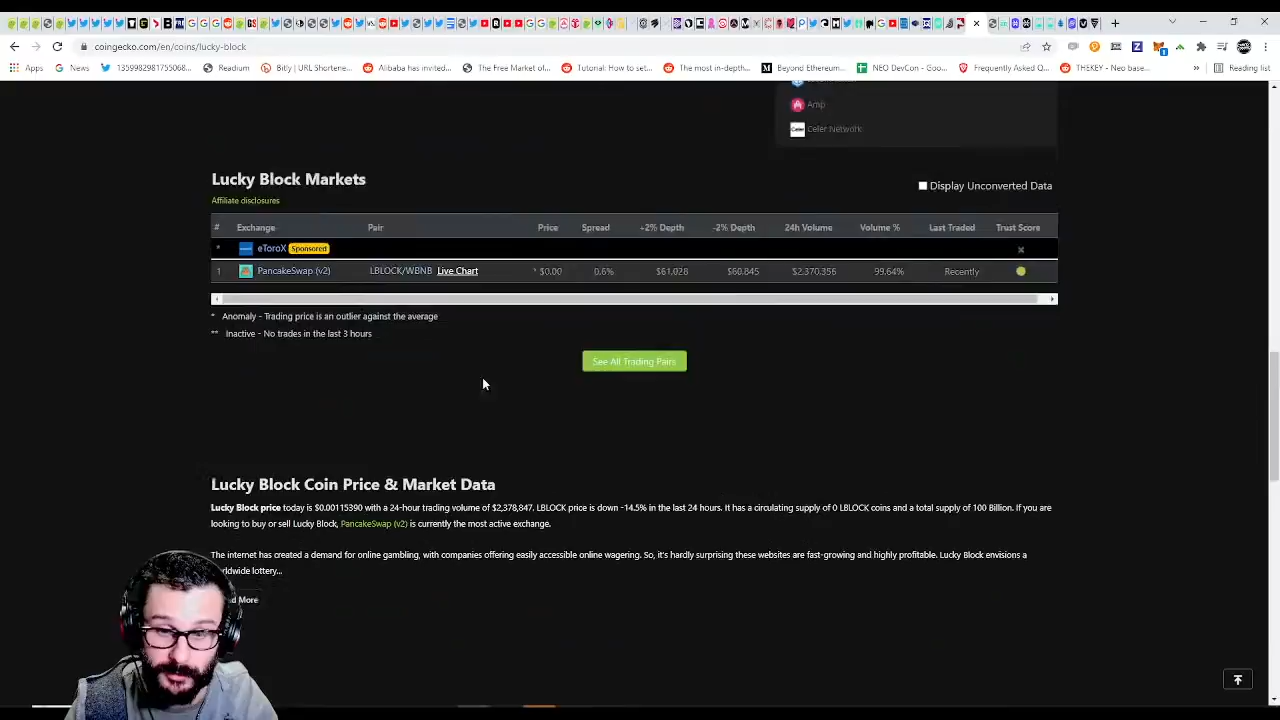 coingecko.com/en/coins/lucky-block
Apps
News
1359982981755068...
Readium
Bitly | URL Shortene...
Alibaba has invited...
The Free Market of...
Tutorial: How to set...
The most in-depth...
Beyond Ethereum...
NEO DevCon - Goo...
Frequently Asked Q...
THEKEY - Neo base...
»
Reading list
Amp
Celer Network
Lucky Block Markets
Affiliate disclosures
Display Unconverted Data
# Exchange Pair Price Spread +2% Depth -2% Depth 24h Volume Volume % Last Traded Trust Score
* eToroX Sponsored
1 PancakeSwap (v2) LBLOCK/WBNB Live Chart * $0.00 0.6% $61,028 $60,845 $2,370,356 99.64% Recently
* Anomaly - Trading price is an outlier against the average
** Inactive - No trades in the last 3 hours
See All Trading Pairs
Lucky Block Coin Price & Market Data
Lucky Block price today is $0.00115390 with a 24-hour trading volume of $2,378,847. LBLOCK price is down -14.5% in the last 24 hours. It has a circulating supply of 0 LBLOCK coins and a total supply of 100 Billion. If you are
looking to buy or sell Lucky Block, PancakeSwap (v2) is currently the most active exchange.
The internet has created a demand for online gambling, with companies offering easily accessible online wagering. So, it's hardly surprising these websites are fast-growing and highly profitable. Lucky Block envisions a
worldwide lottery...
More